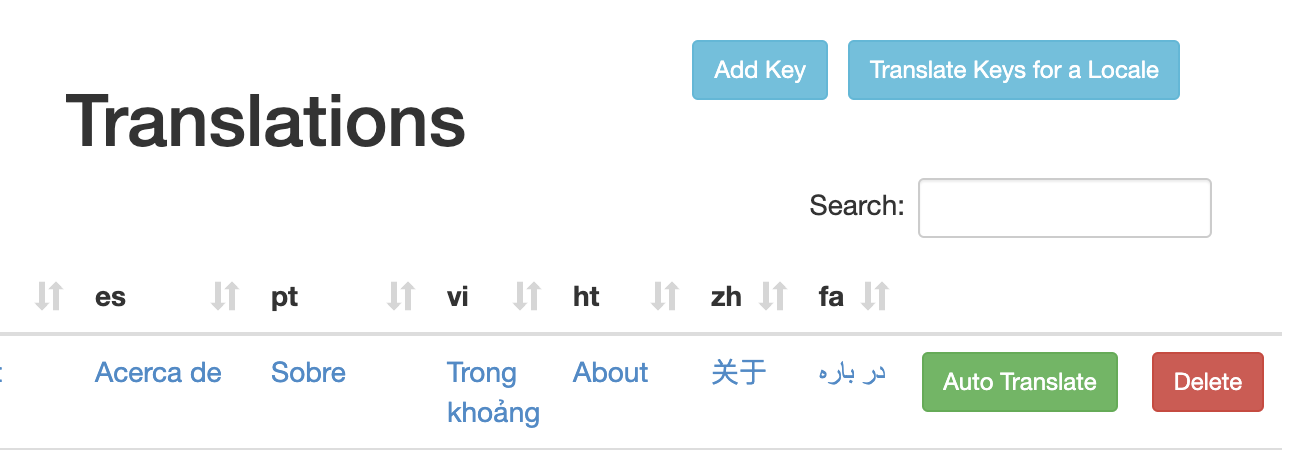 Add Key
Translate Keys for a Locale
Translations
Search:
es pt vi ht zh fa
Acerca de Sobre Trong khoảng About 关于 در باره Auto Translate Delete